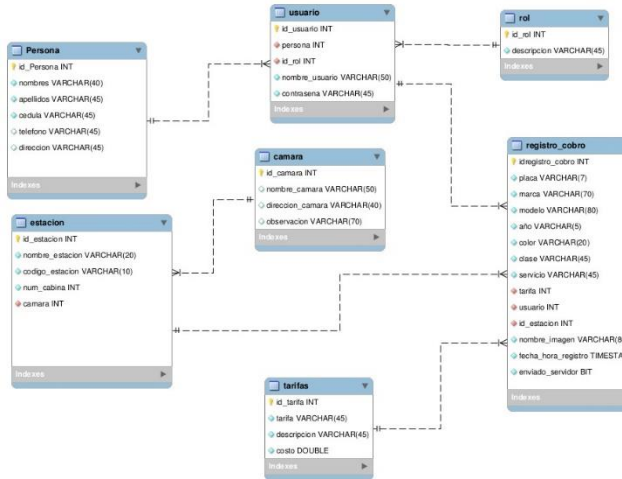 Persona
id_Persona INT
nombres VARCHAR(40)
apellidos VARCHAR(45)
cedula VARCHAR(45)
telefono VARCHAR(45)
direccion VARCHAR(45)
Indexes
usuario
id_usuario INT
persona INT
id_rol INT
nombre_usuario VARCHAR(50)
contrasena VARCHAR(45)
Indexes
rol
id_rol INT
descripcion VARCHAR(45)
Indexes
camara
id_camara INT
nombre_camara VARCHAR(50)
direccion_camara VARCHAR(40)
observacion VARCHAR(70)
Indexes
estacion
id_estacion INT
nombre_estacion VARCHAR(20)
codigo_estacion VARCHAR(10)
num_cabina INT
camara INT
Indexes
registro_cobro
idregistro_cobro INT
placa VARCHAR(7)
marca VARCHAR(70)
modelo VARCHAR(80)
año VARCHAR(5)
color VARCHAR(20)
clase VARCHAR(45)
servicio VARCHAR(45)
tarifa INT
usuario INT
id_estacion INT
nombre_imagen VARCHAR(8
fecha_hora_registro TIMESTA
enviado_servidor BIT
Indexes
tarifas
id_tarifa INT
tarifa VARCHAR(45)
descripcion VARCHAR(45)
costo DOUBLE
Indexes